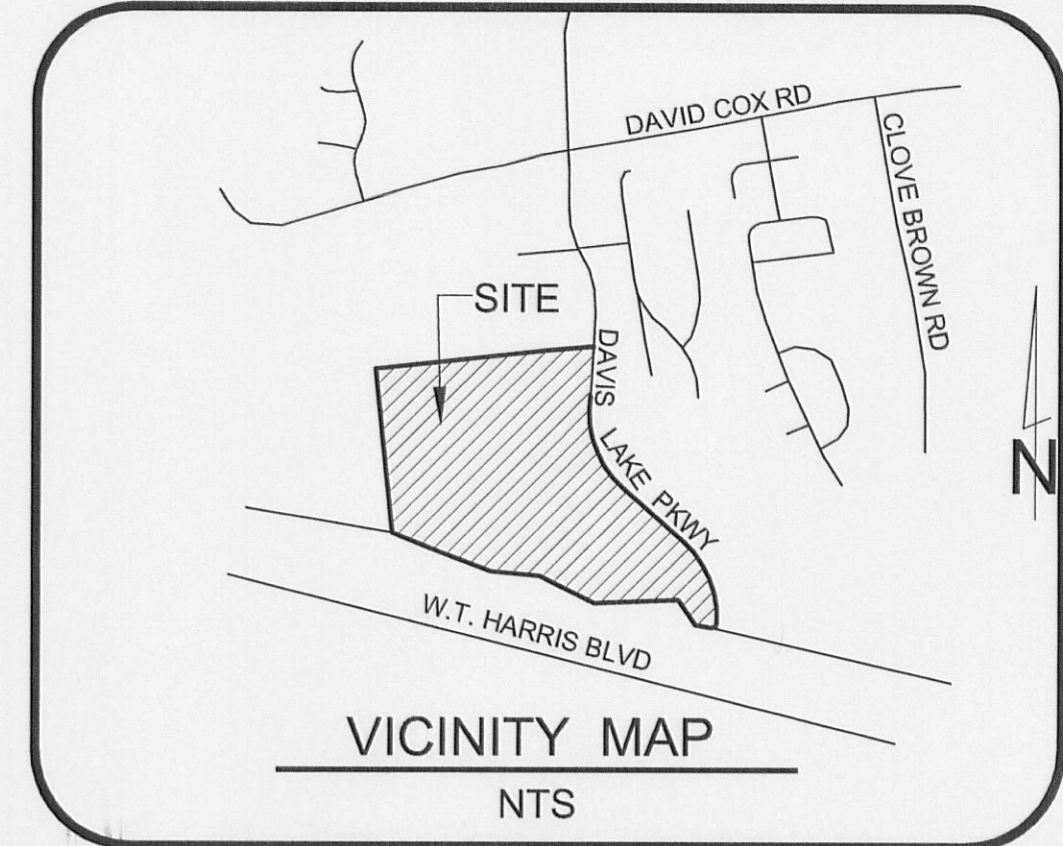 DAVID COX RD
CLOVE BROWN RD
SITE
DAVIS LAKE PKWY
N
W.T. HARRIS BLVD
VICINITY MAP
NTS